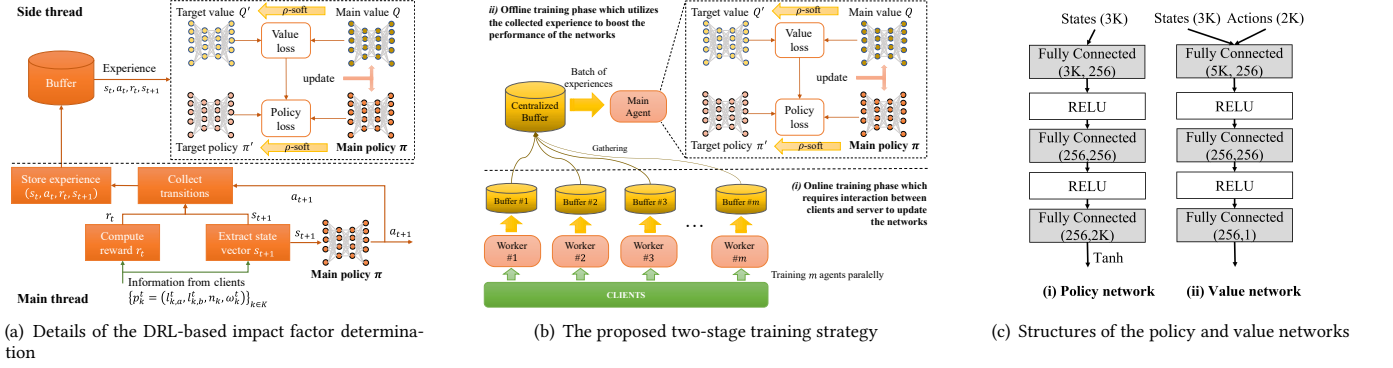 Side thread
Target value Q′
ρ-soft
Main value Q
Value
loss
Buffer
Experience
s_t, a_t, r_t, s_{t+1}
update
Policy
loss
Target policy π′
ρ-soft
Main policy π
Store experience
(s_t, a_t, r_t, s_{t+1})
Collect
transitions
a_{t+1}
r_t
s_{t+1}
Compute
reward r_t
Extract state
vector s_{t+1}
s_{t+1}
a_{t+1}
Main policy π
Information from clients
{p_k^t = (l_{k,a}^t, l_{k,b}^t, n_k, ω_k^t)}_{k∈K}
Main thread
(a) Details of the DRL-based impact factor determina-
tion
ii) Offline training phase which utilizes
the collected experience to boost the
performance of the networks
Target value Q′
ρ-soft
Main value Q
Value
loss
Batch of
experiences
update
Centralized
Buffer
Main
Agent
Policy
loss
Target policy π′
ρ-soft
Main policy π
Gathering
(i) Online training phase which
requires interaction between
clients and server to update
the networks
Buffer #1
Buffer #2
Buffer #3
Buffer #m
...
Worker
#1
Worker
#2
Worker
#3
Worker
#m
Training m agents paralelly
CLIENTS
(b) The proposed two-stage training strategy
States (3K)
Fully Connected
(3K, 256)
RELU
Fully Connected
(256,256)
RELU
Fully Connected
(256,2K)
Tanh
(i) Policy network
States (3K) Actions (2K)
Fully Connected
(5K, 256)
RELU
Fully Connected
(256,256)
RELU
Fully Connected
(256,1)
(ii) Value network
(c) Structures of the policy and value networks